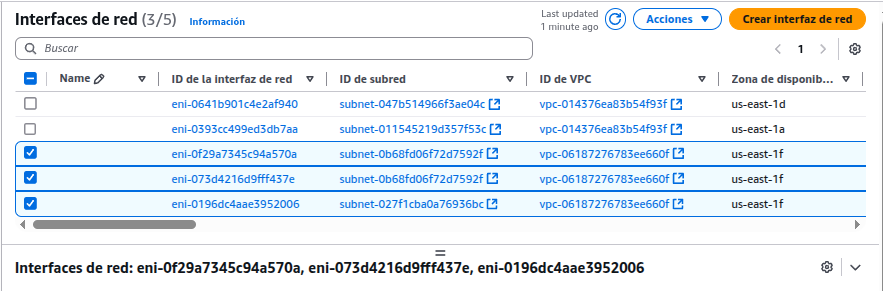 Interfaces de red (3/5) Información
Last updated
1 minute ago
Acciones
Crear interfaz de red
Buscar
1
Name ID de la interfaz de red ID de subred ID de VPC Zona de disponib...
eni-0641b901c4e2af940 subnet-047b514966f3ae04c vpc-014376ea83b54f93f us-east-1d
eni-0393cc499ed3db7aa subnet-011545219d357f53c vpc-014376ea83b54f93f us-east-1a
eni-0f29a7345c94a570a subnet-0b68fd06f72d7592f vpc-06187276783ee660f us-east-1f
eni-073d4216d9fff437e subnet-0b68fd06f72d7592f vpc-06187276783ee660f us-east-1f
eni-0196dc4aae3952006 subnet-027f1cba0a76936bc vpc-06187276783ee660f us-east-1f
Interfaces de red: eni-0f29a7345c94a570a, eni-073d4216d9fff437e, eni-0196dc4aae3952006